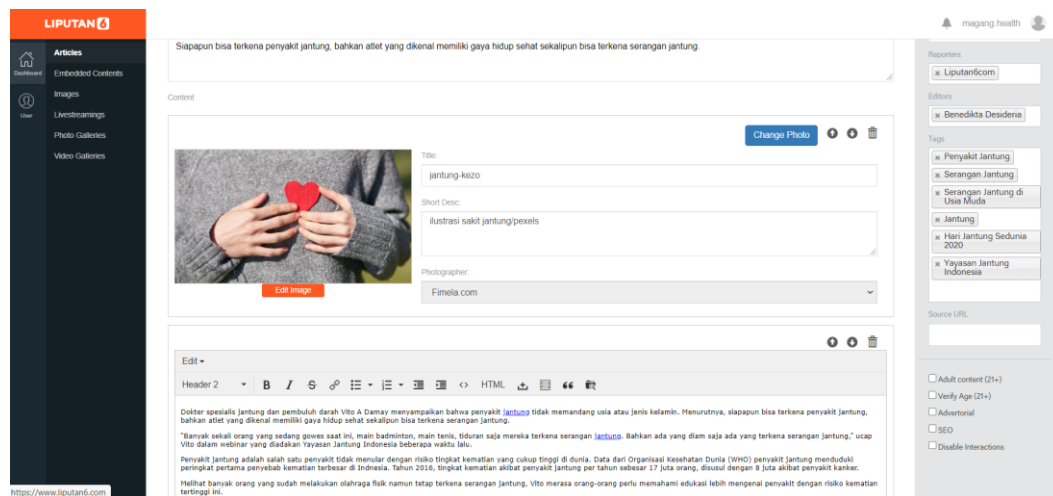 LIPUTAN 6
magang health
Dashboard
User
Articles
Embedded Contents
Images
Livestreamings
Photo Galleries
Video Galleries
Siapapun bisa terkena penyakit jantung, bahkan atlet yang dikenal memiliki gaya hidup sehat sekalipun bisa terkena serangan jantung.
Content
Change Photo
Title:
jantung-kezo
Short Desc:
ilustrasi sakit jantung/pexels
Photographer:
Fimela.com
Edit Image
Edit
Header 2
B I S HTML
Dokter spesialis jantung dan pembuluh darah Vito A Damay menyampaikan bahwa penyakit jantung tidak memandang usia atau jenis kelamin. Menurutnya, siapapun bisa terkena penyakit jantung,
bahkan atlet yang dikenal memiliki gaya hidup sehat sekalipun bisa terkena serangan jantung.
"Banyak sekali orang yang sedang gowes saat ini, main badminton, main tenis, tiduran saja mereka terkena serangan jantung. Bahkan ada yang diam saja ada yang terkena serangan jantung," ucap
Vito dalam webinar yang diadakan Yayasan Jantung Indonesia beberapa waktu lalu.
Penyakit jantung adalah salah satu penyakit tidak menular dengan risiko tingkat kematian yang cukup tinggi di dunia. Data dari Organisasi Kesehatan Dunia (WHO) penyakit jantung menduduki
peringkat pertama penyebab kematian terbesar di Indnesia. Tahun 2016, tingkat kematian akibat penyakit jantung per tahun sebesar 17 juta orang, disusul dengan 8 juta akibat penyakit kanker.
Melihat banyak orang yang sudah melakukan olahraga fisik namun tetap terkena serangan jantung, Vito merasa orang-orang perlu memahami edukasi lebih mengenai penyakit dengan risiko kematian
tertinggi ini.
Reporters
× Liputan6com
Editors
× Benedikta Desideria
Tags
× Penyakit Jantung
× Serangan Jantung
× Serangan Jantung di
Usia Muda
× Jantung
× Hari Jantung Sedunia
2020
× Yayasan Jantung
Indonesia
Source URL
Adult content (21+)
Verify Age (21+)
Advertorial
SEO
Disable Interactions
https://www.liputan6.com